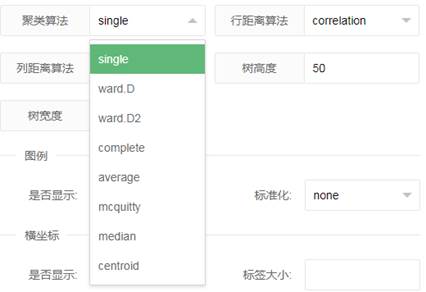 聚类算法 single 行距离算法 correlation
single
列距离算法 树高度 50
ward.D
树宽度 ward.D2
complete
图例
average
是否显示: mcquitty 标准化: none
横坐标 median
是否显示: centroid 标签大小: